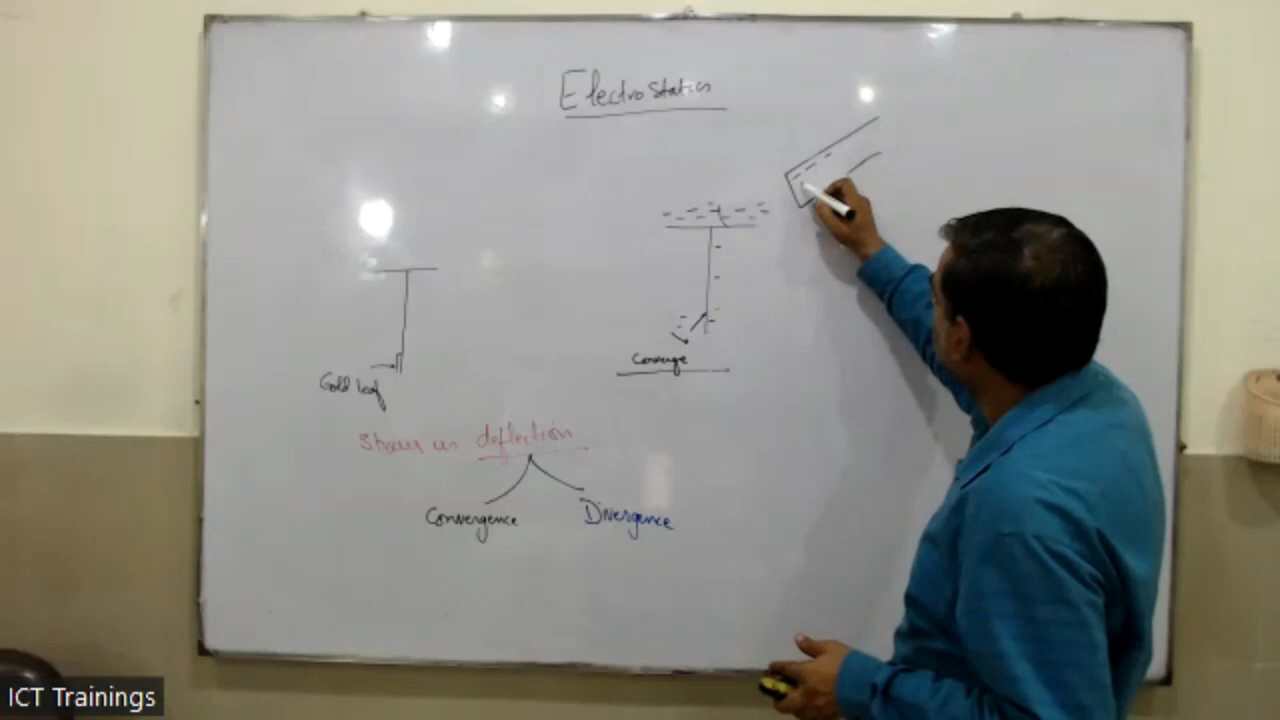 Electrostatics
Converge
Gold leaf
Shows us deflection
Convergence
Divergence
ICT Trainings